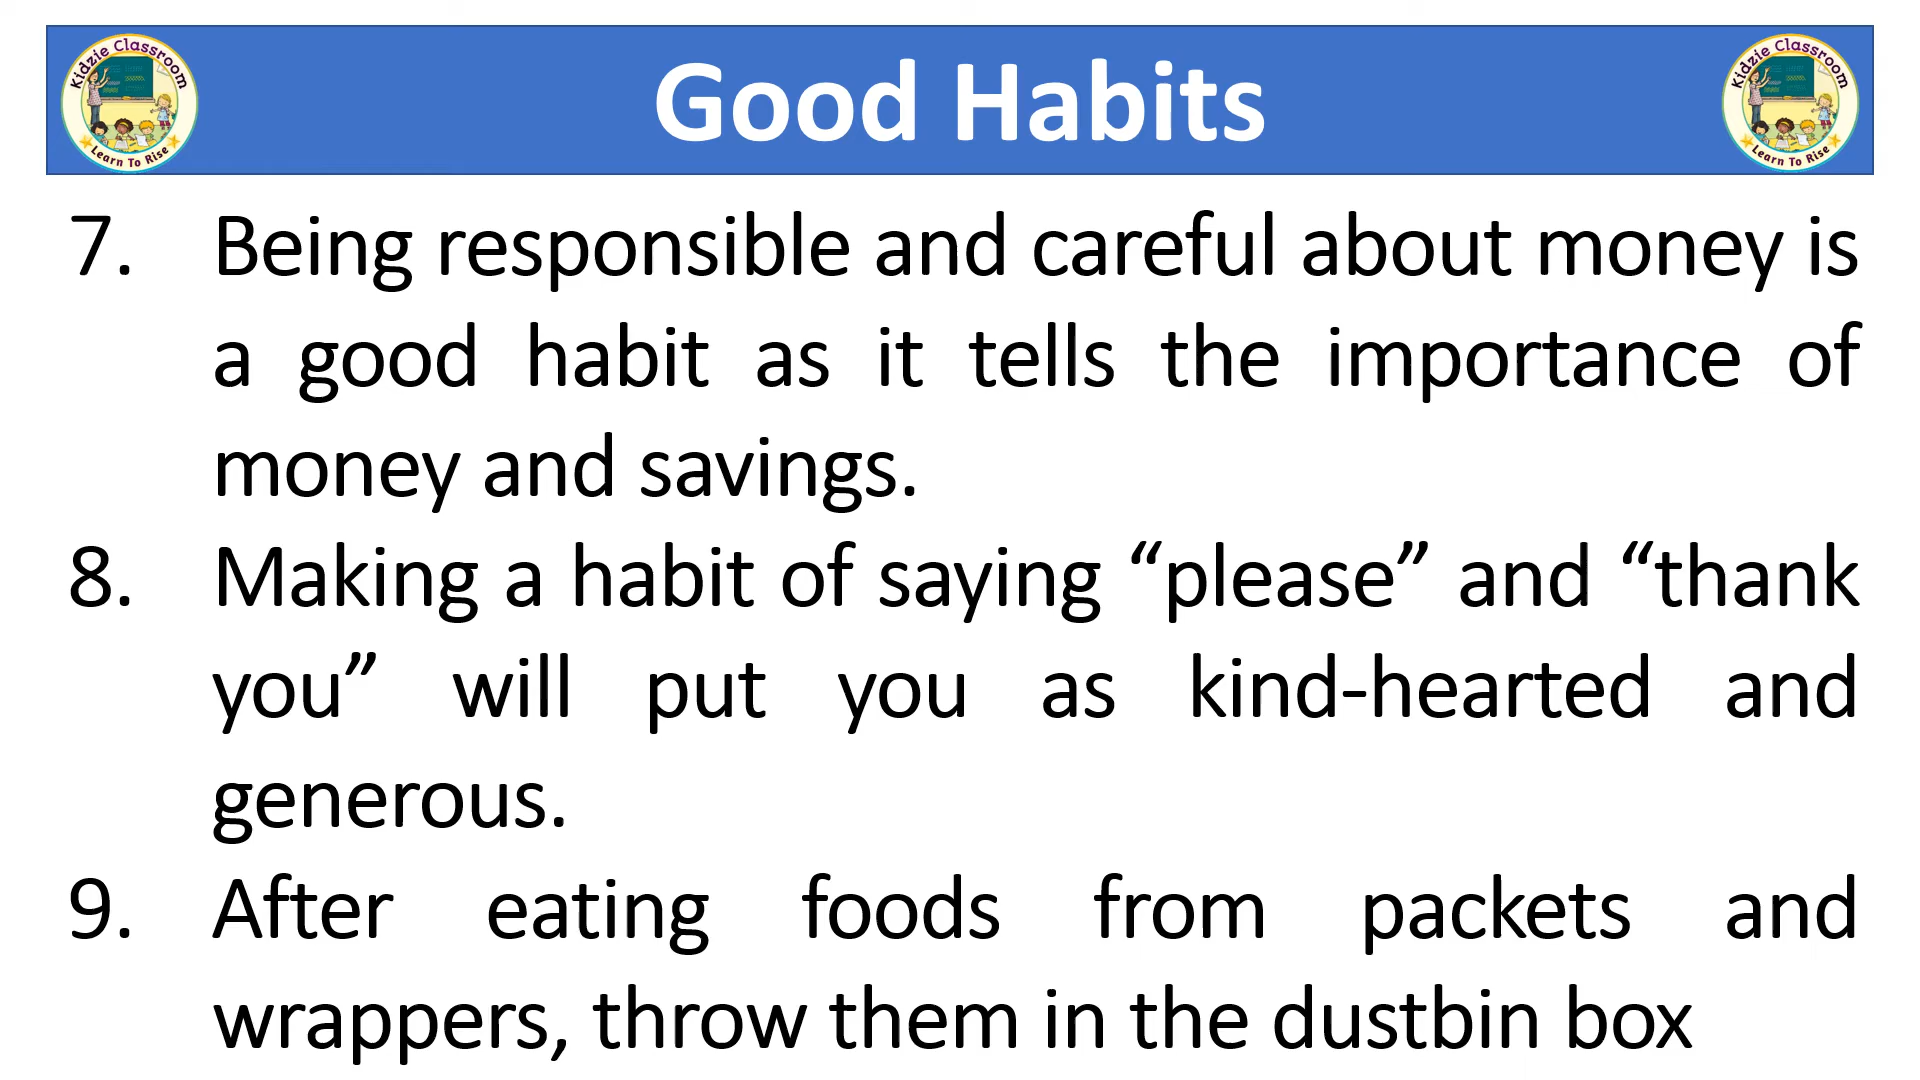 Kidzie Classroom
Learn To Rise
Good Habits
Kidzie Classroom
Learn To Rise
7. Being responsible and careful about money is
a good habit as it tells the importance of
money and savings.
8. Making a habit of saying “please” and “thank
you” will put you as kind-hearted and
generous.
9. After eating foods from packets and
wrappers, throw them in the dustbin box